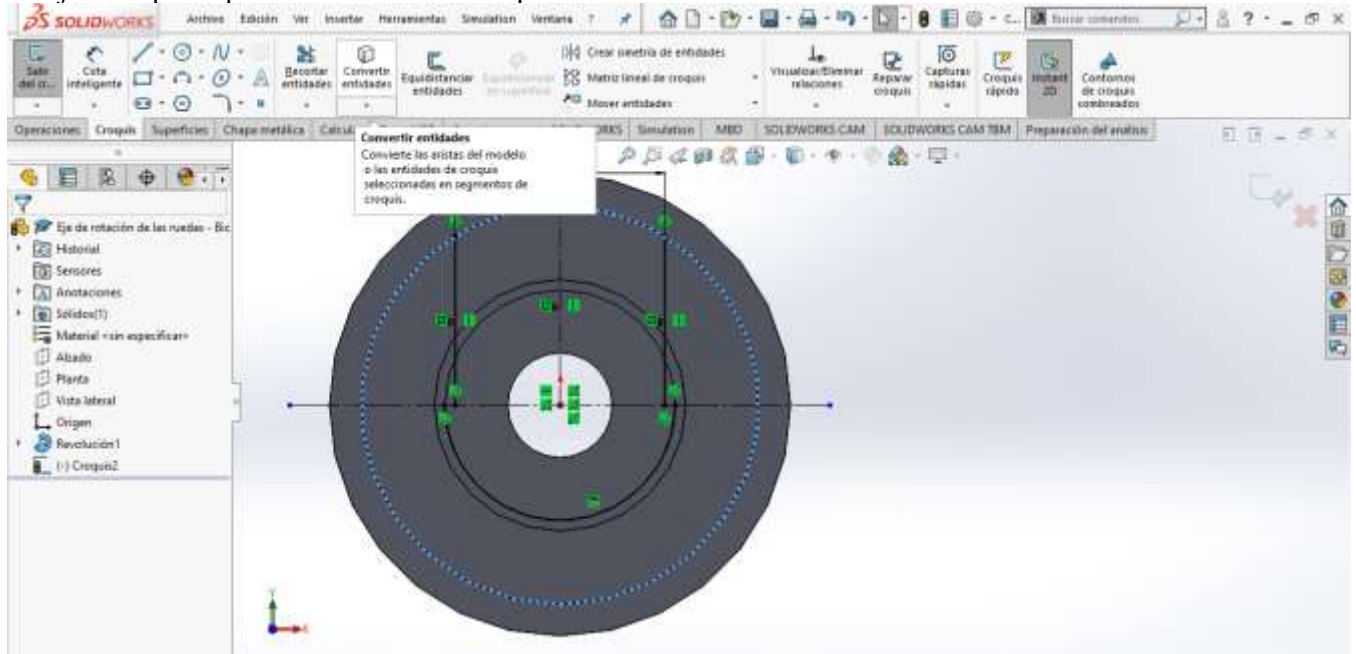 SOLIDWORKS Archivo Edición Ver Insertar Herramientas Simulation Ventana ?
Buscar comandos
Salir del cr...
Cota inteligente
Recortar entidades
Convertir entidades
Equidistanciar entidades
Crear simetría de entidades
Matriz lineal de croquis
Mover entidades
Visualizar/Eliminar relaciones
Reparar croquis
Capturas rápidas
Croquis rápido
Instant 2D
Contornos de croquis combreados
Operaciones Croquis Superficies Chapa metálica Simulation MBD SOLIDWORKS CAM SOLIDWORKS CAM TBM Preparación del análisis
Convertir entidades
Convierte las aristas del modelo
o las entidades de croquis
seleccionadas en segmentos de
croquis.
Eje de rotación de las ruedas - Bic
Historial
Sensores
Anotaciones
Sólidos(1)
Material <sin especificar>
Alzado
Planta
Vista lateral
Origen
Revolución1
(-) Croquis2
Y
X